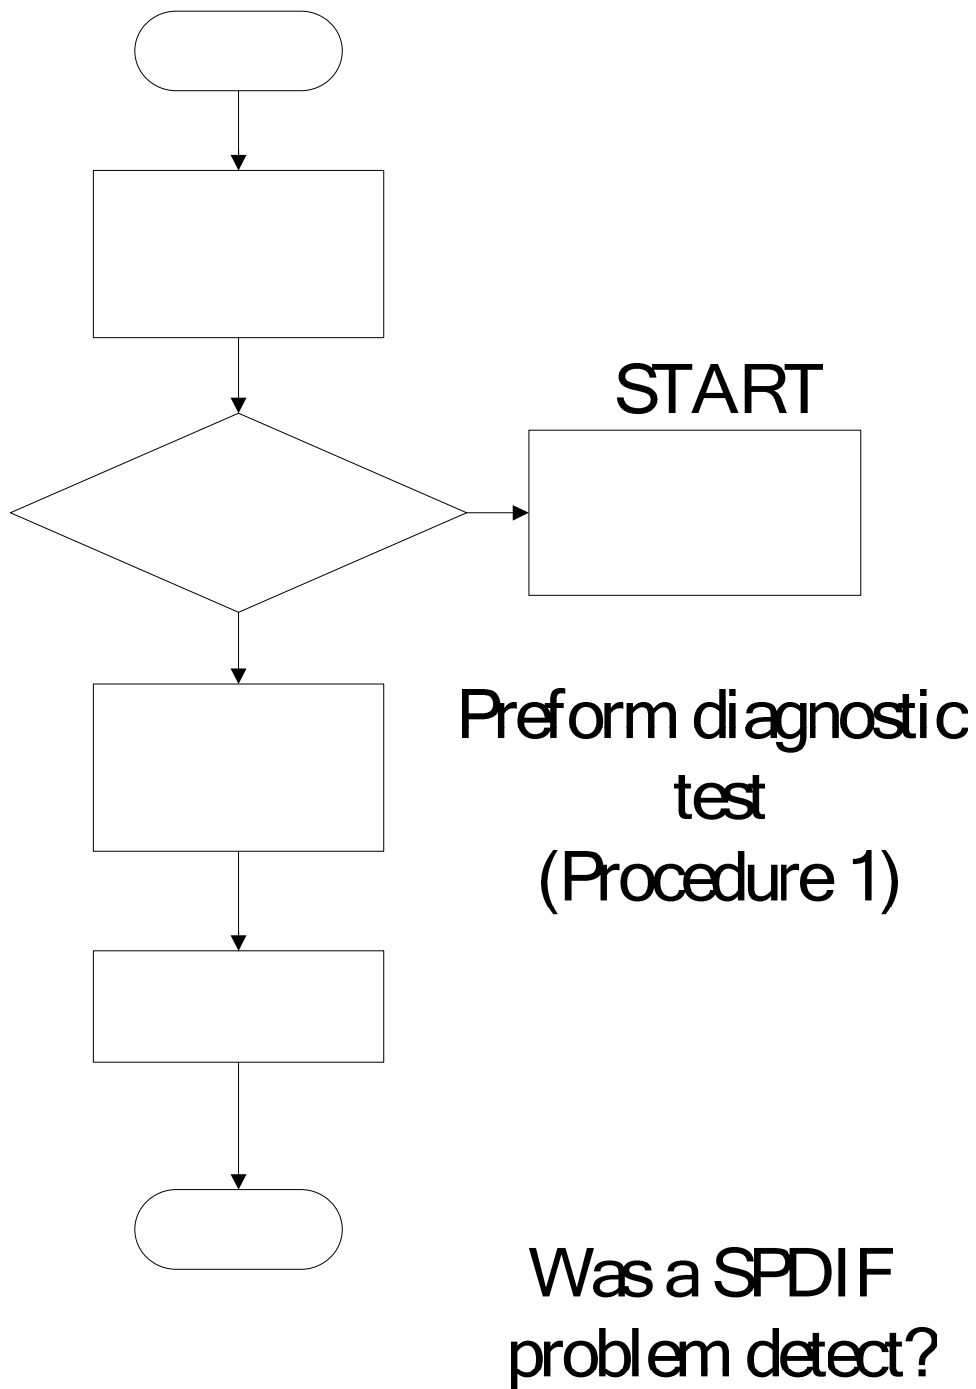 START
Preform diagnostic
test
(Procedure 1)
Was a SPDIF
problem detect?